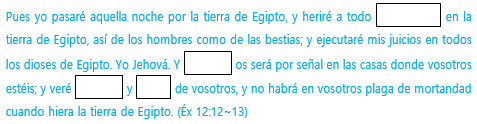 Pues yo pasaré aquella noche por la tierra de Egipto, y heriré a todo en la
tierra de Egipto, así de los hombres como de las bestias; y ejecutaré mis juicios en todos
los dioses de Egipto. Yo Jehová. Y os será por señal en las casas donde vosotros
estéis; y veré y de vosotros, y no habrá en vosotros plaga de mortandad
cuando hiera la tierra de Egipto. (Éx 12:12~13)